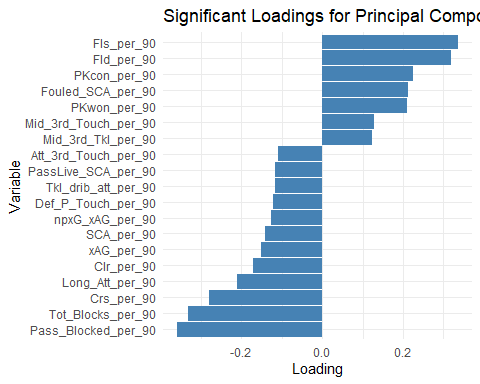 Significant Loadings for Principal Compo
Fls_per_90
Fld_per_90
PKcon_per_90
Fouled_SCA_per_90
PKwon_per_90
Mid_3rd_Touch_per_90
Mid_3rd_Tkl_per_90
Att_3rd_Touch_per_90
PassLive_SCA_per_90
Tkl_drib_att_per_90
Def_P_Touch_per_90
npxG_xAG_per_90
SCA_per_90
xAG_per_90
Clr_per_90
Long_Att_per_90
Crs_per_90
Tot_Blocks_per_90
Pass_Blocked_per_90
Variable
-0.2 0.0 0.2
Loading